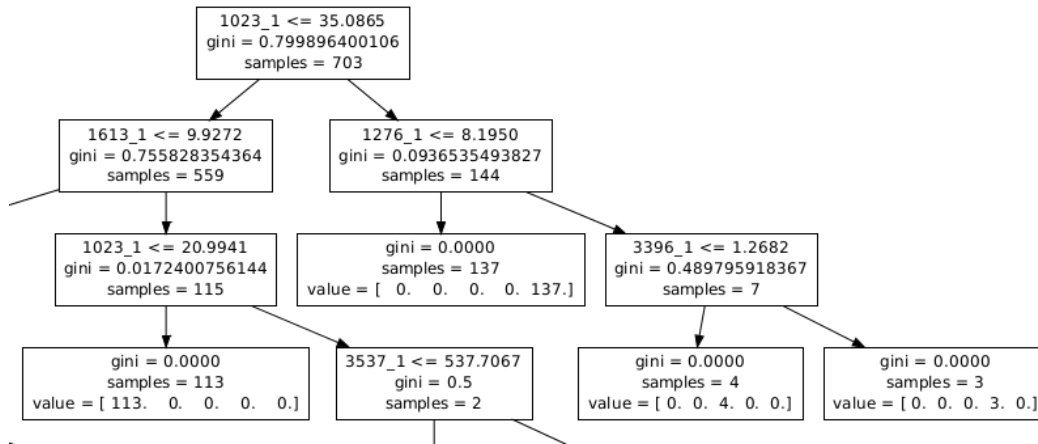 1023_1 <= 35.0865
gini = 0.799896400106
samples = 703
1613_1 <= 9.9272
gini = 0.755828354364
samples = 559
1276_1 <= 8.1950
gini = 0.0936535493827
samples = 144
1023_1 <= 20.9941
gini = 0.0172400756144
samples = 115
gini = 0.0000
samples = 137
value = [ 0. 0. 0. 0. 137.]
3396_1 <= 1.2682
gini = 0.489795918367
samples = 7
gini = 0.0000
samples = 113
value = [ 113. 0. 0. 0. 0.]
3537_1 <= 537.7067
gini = 0.5
samples = 2
gini = 0.0000
samples = 4
value = [ 0. 0. 4. 0. 0.]
gini = 0.0000
samples = 3
value = [ 0. 0. 0. 3. 0.]